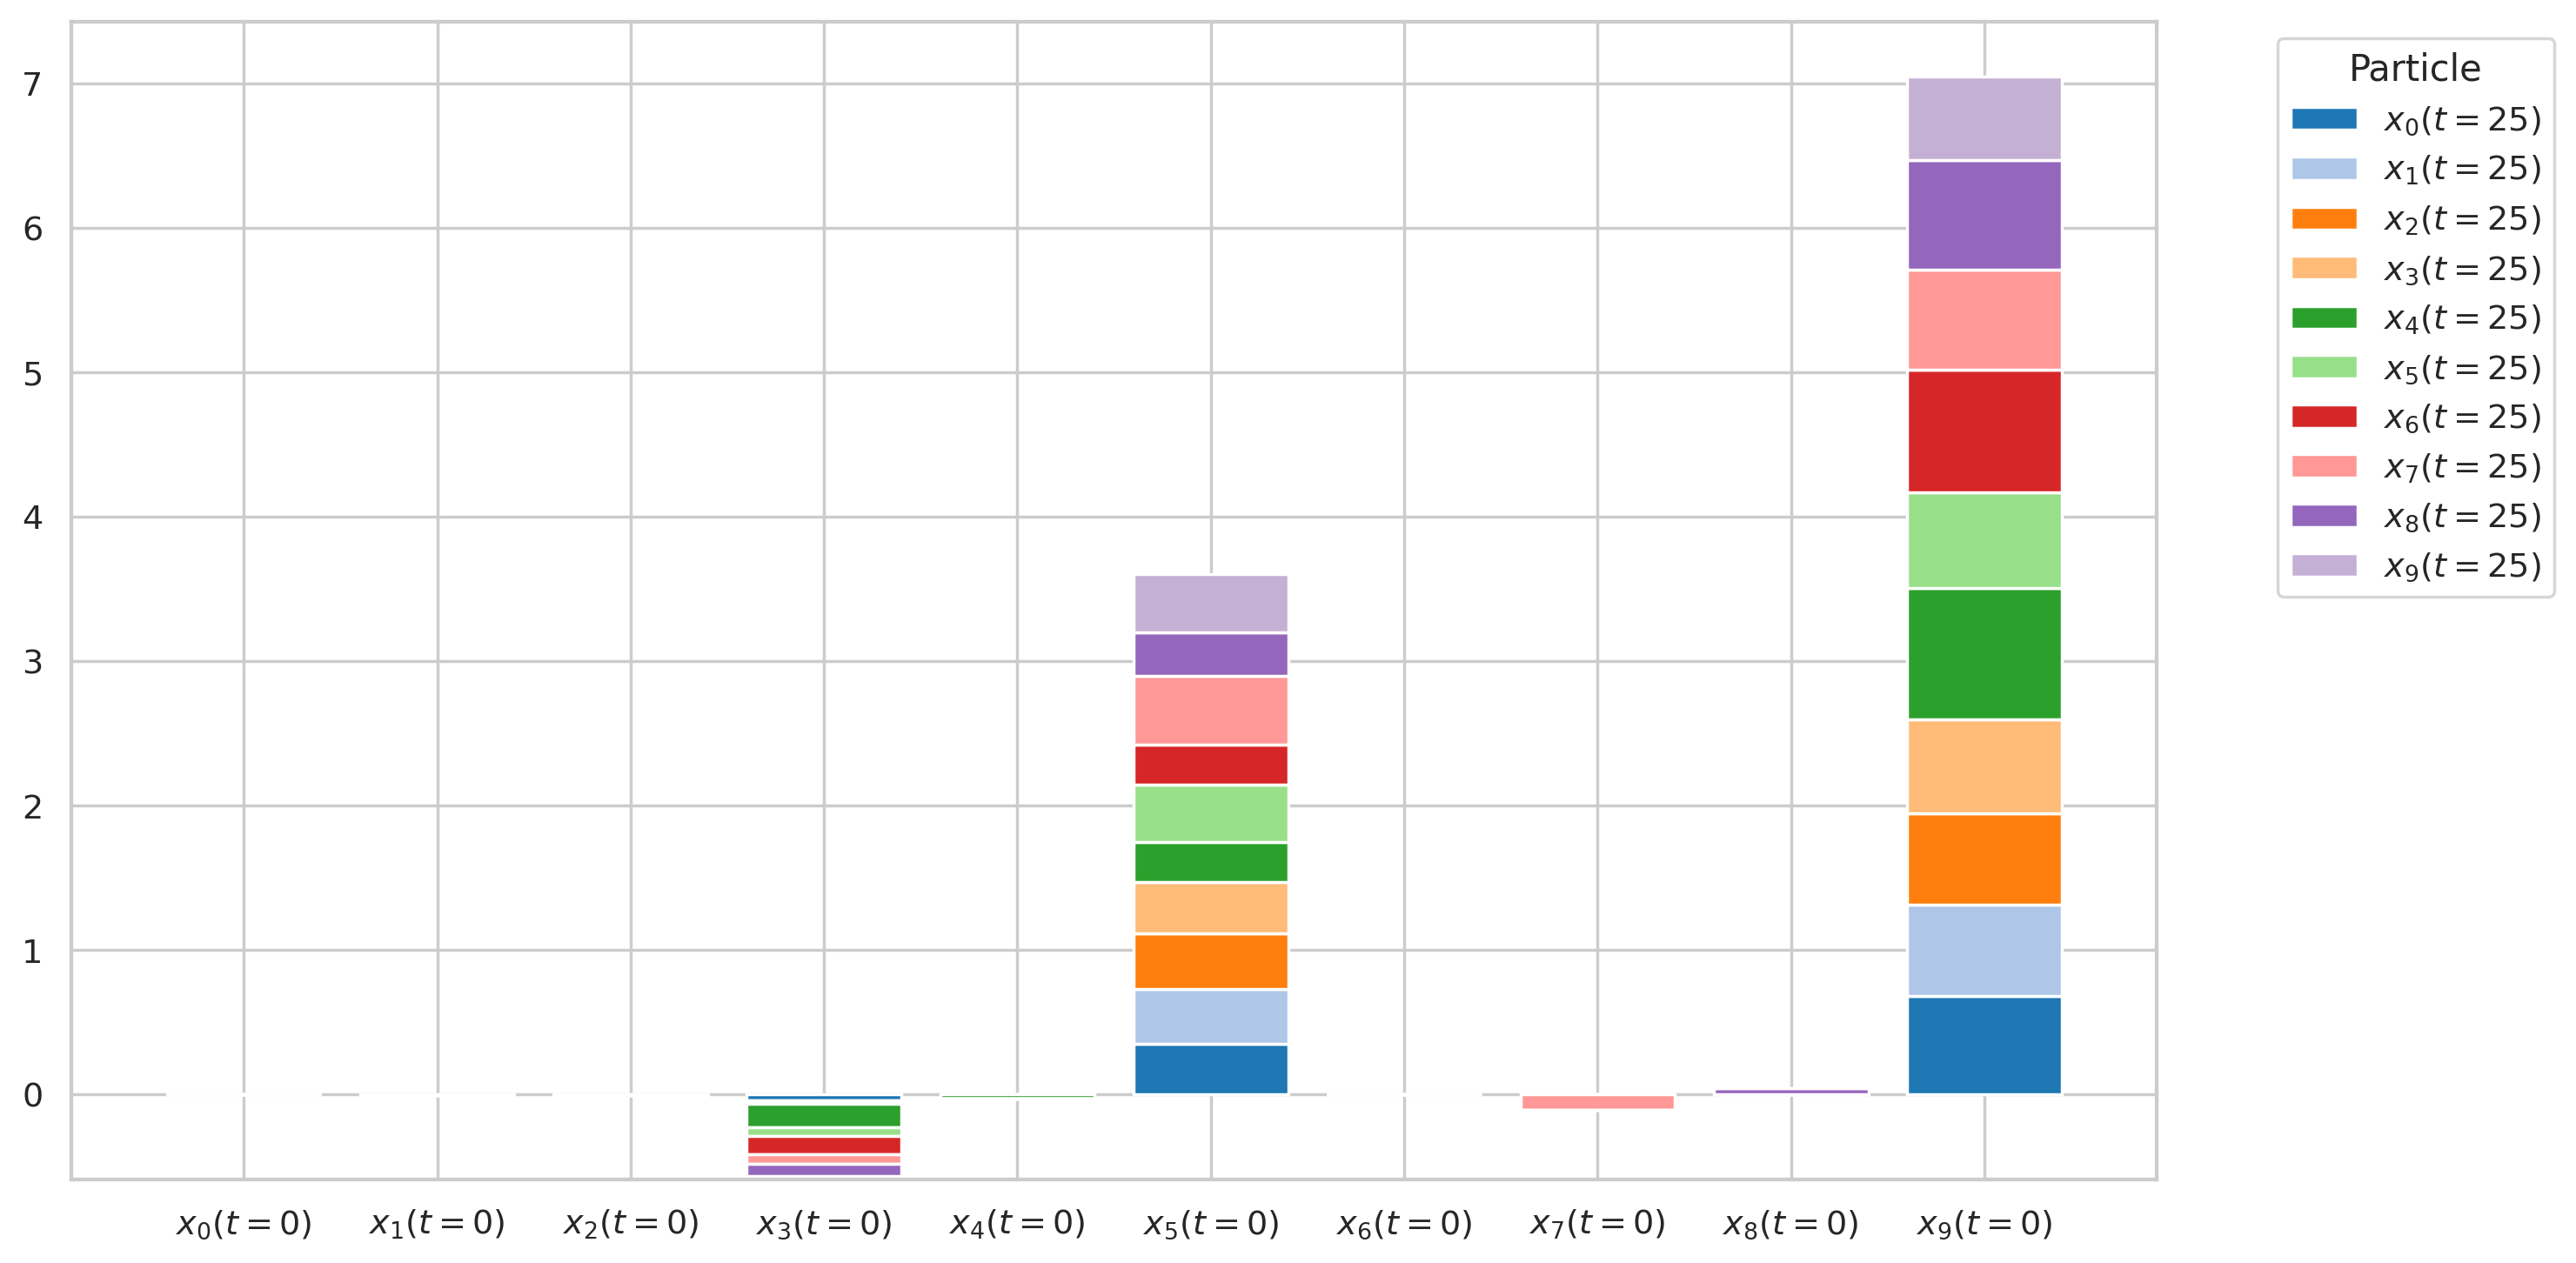 7
6
5
4
3
2
1
0
x₀(t = 0) x₁(t = 0) x₂(t = 0) x₃(t = 0) x₄(t = 0) x₅(t = 0) x₆(t = 0) x₇(t = 0) x₈(t = 0) x₉(t = 0)
Particle
x₀(t = 25)
x₁(t = 25)
x₂(t = 25)
x₃(t = 25)
x₄(t = 25)
x₅(t = 25)
x₆(t = 25)
x₇(t = 25)
x₈(t = 25)
x₉(t = 25)